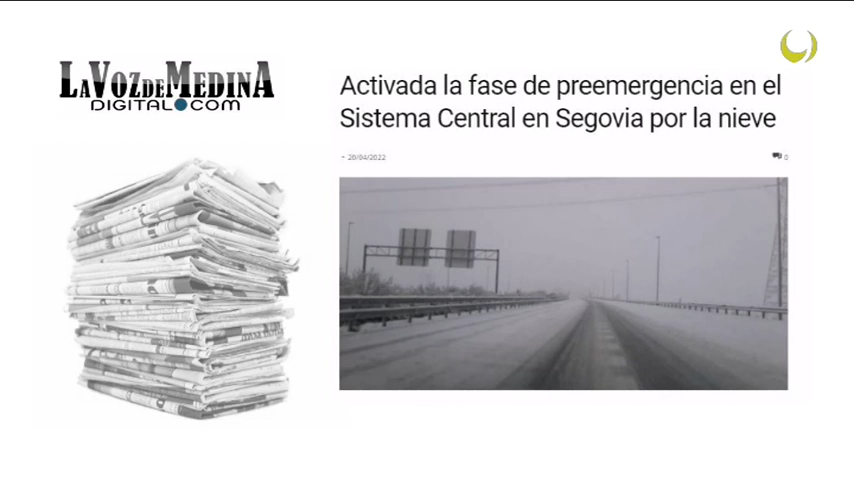 LAVOZDEMEDINA
DIGITAL.COM
Activada la fase de preemergencia en el
Sistema Central en Segovia por la nieve
- 20/04/2022
0